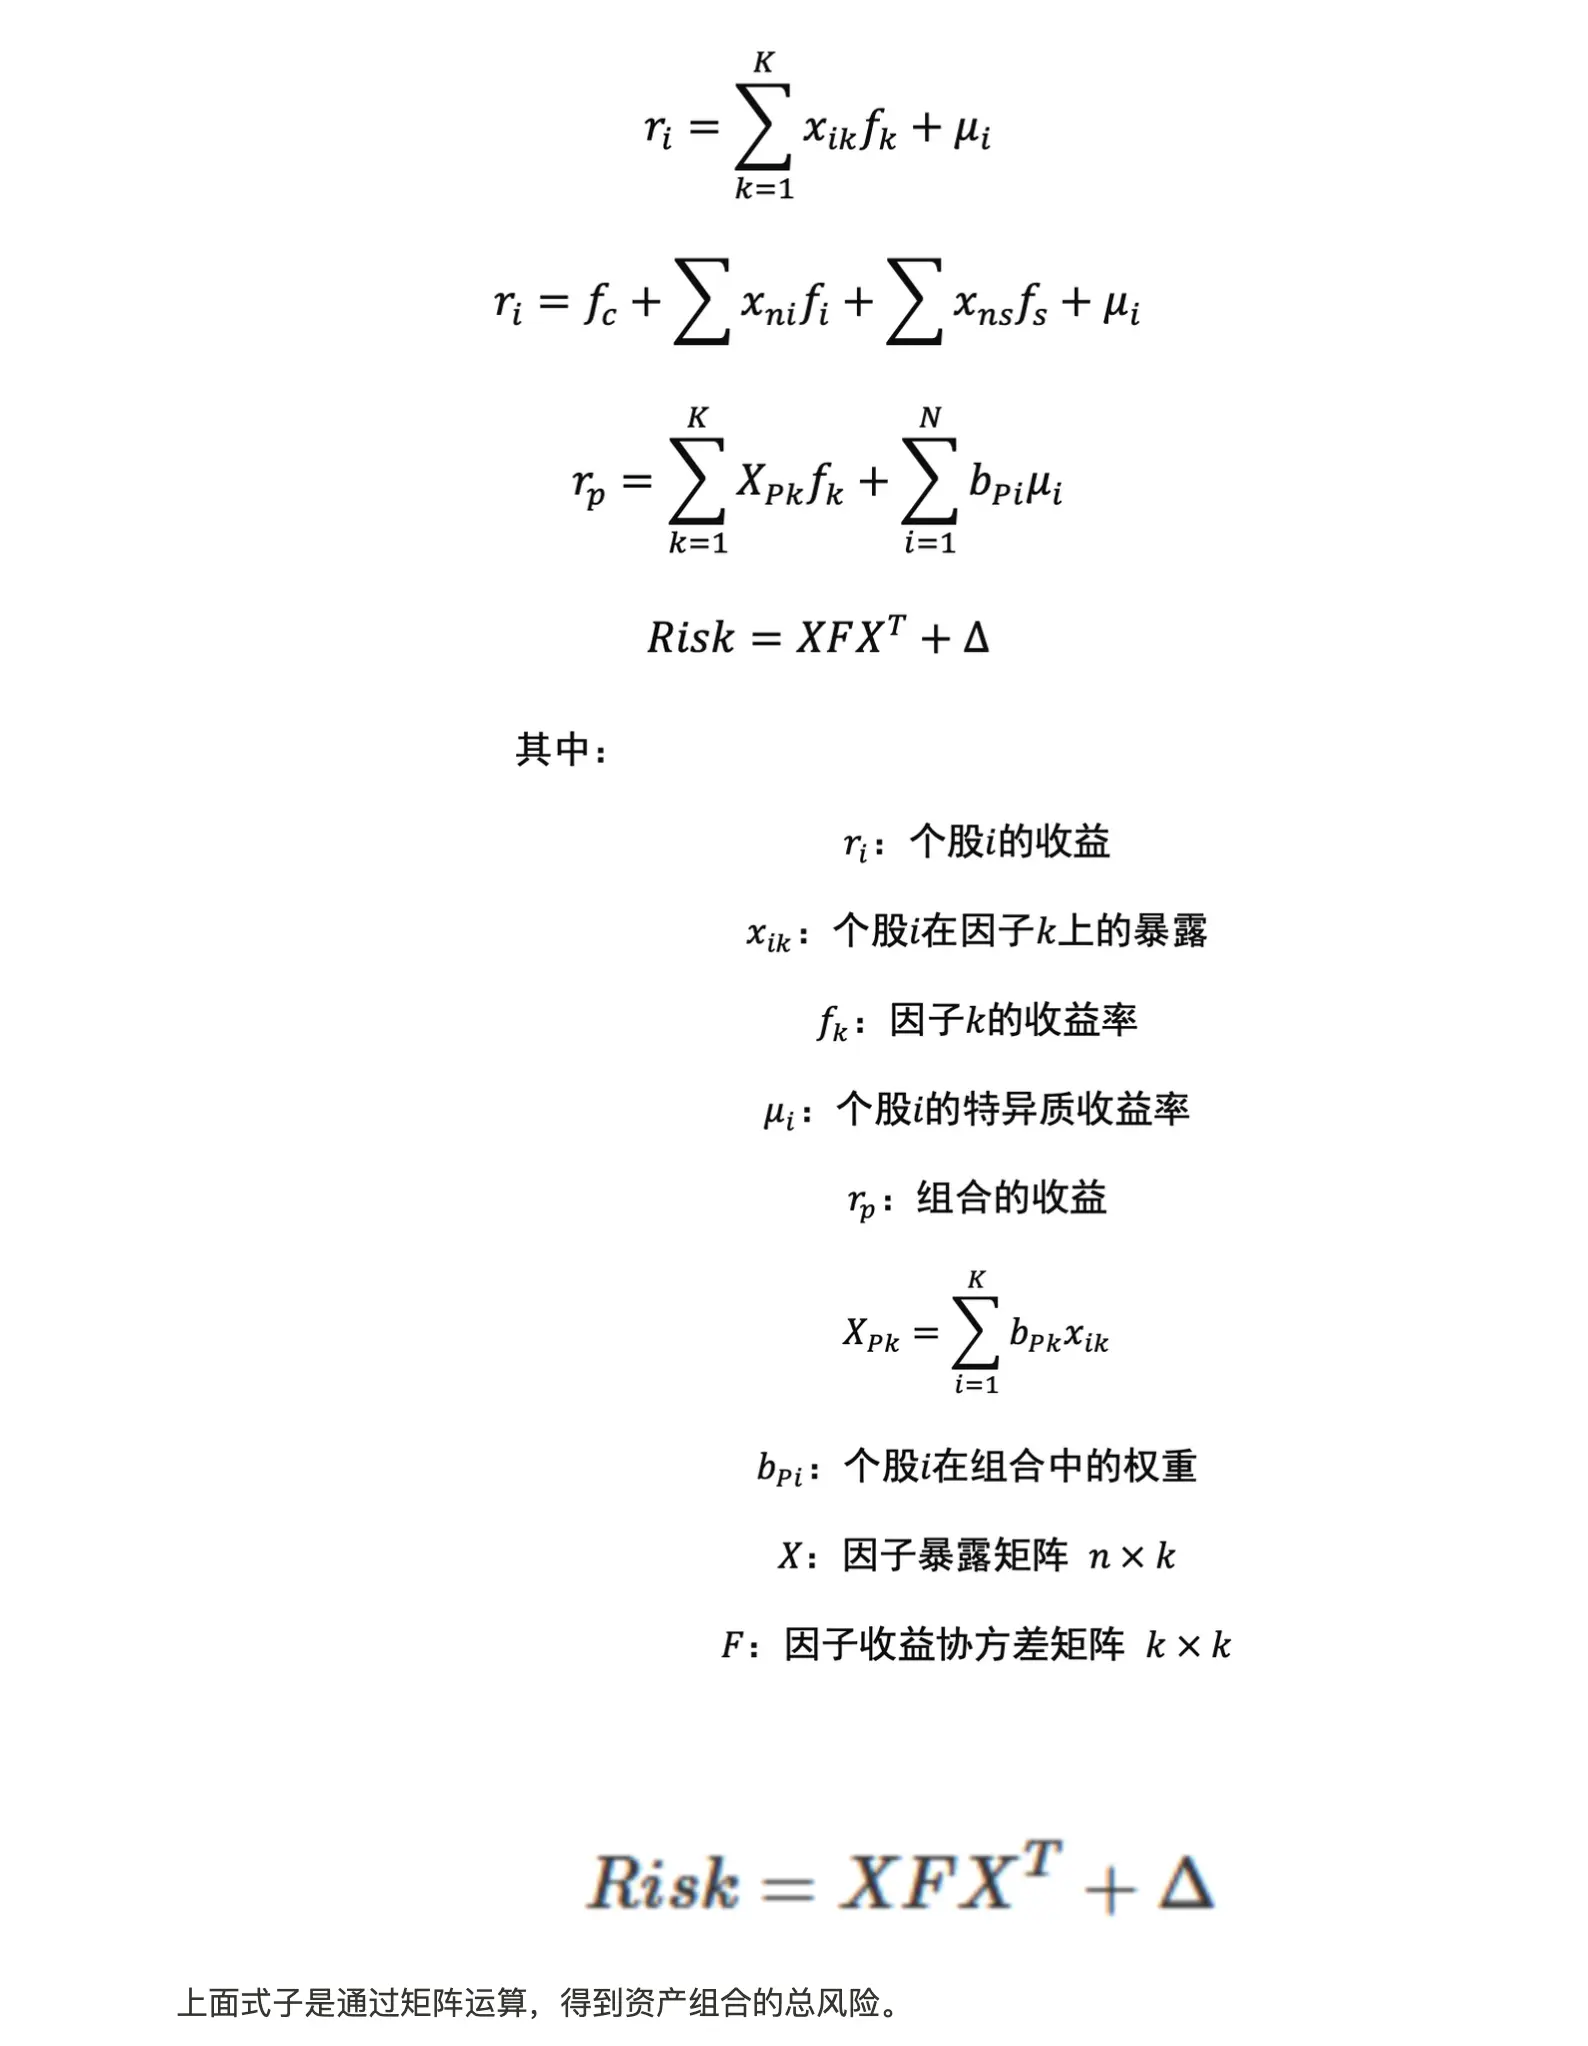 $r_i = \sum_{k=1}^{K} x_{ik} f_k + \mu_i$
$r_i = f_c + \sum x_{ni} f_i + \sum x_{ns} f_s + \mu_i$
$r_p = \sum_{k=1}^{K} X_{Pk} f_k + \sum_{i=1}^{N} b_{Pi} \mu_i$
$Risk = XFX^T + \Delta$
其中：
$r_i$：个股$i$的收益
$x_{ik}$：个股$i$在因子$k$上的暴露
$f_k$：因子$k$的收益率
$\mu_i$：个股$i$的特异质收益率
$r_p$：组合的收益
$X_{Pk} = \sum_{i=1}^{K} b_{Pk} x_{ik}$
$b_{Pi}$：个股$i$在组合中的权重
$X$：因子暴露矩阵 $n \times k$
$F$：因子收益协方差矩阵 $k \times k$
$Risk = XFX^T + \Delta$
上面式子是通过矩阵运算，得到资产组合的总风险。